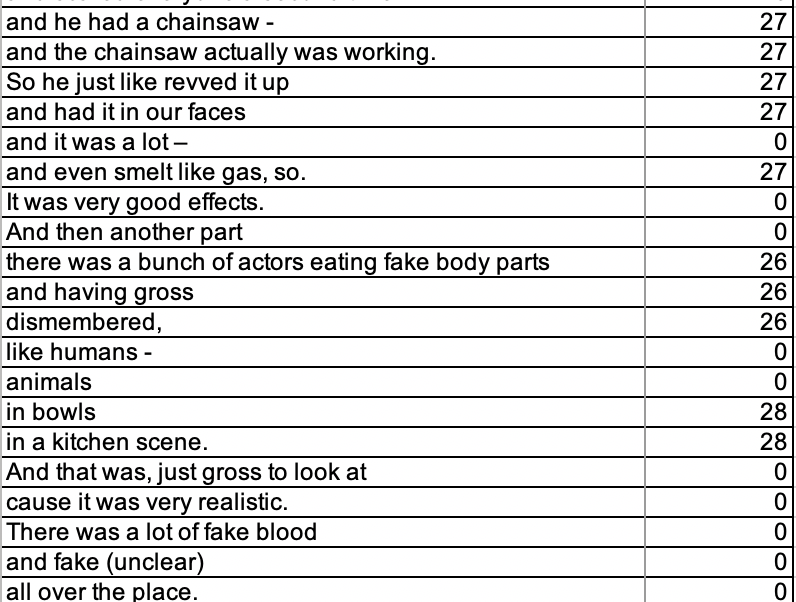 and he had a chainsaw - 27
and the chainsaw actually was working. 27
So he just like revved it up 27
and had it in our faces 27
and it was a lot – 0
and even smelt like gas, so. 27
It was very good effects. 0
And then another part 0
there was a bunch of actors eating fake body parts 26
and having gross 26
dismembered, 26
like humans - 0
animals 0
in bowls 28
in a kitchen scene. 28
And that was, just gross to look at 0
cause it was very realistic. 0
There was a lot of fake blood 0
and fake (unclear) 0
all over the place. 0